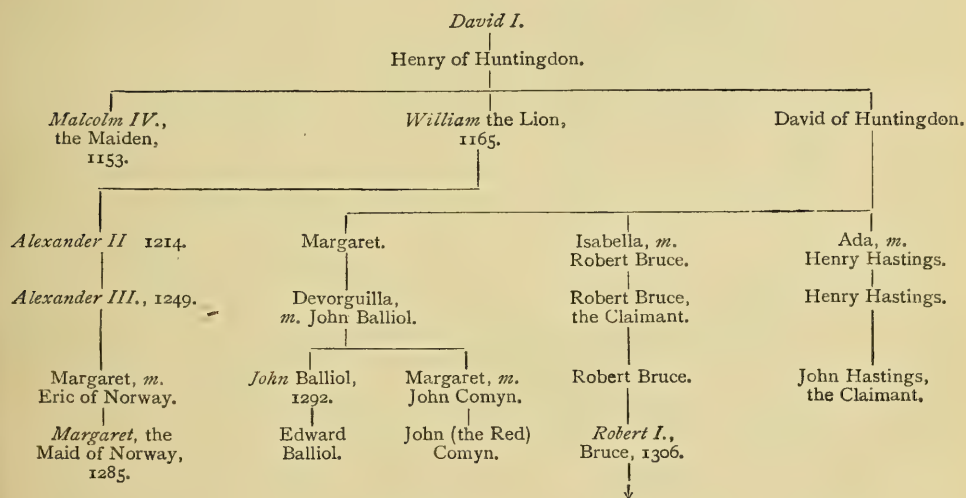 David I.
Henry of Huntingdon.
Malcolm IV.,
the Maiden,
1153.
William the Lion,
1165.
David of Huntingdon.
Alexander II 1214.
Margaret.
Isabella, m.
Robert Bruce.
Ada, m.
Henry Hastings.
Alexander III., 1249.
Devorguilla,
m. John Balliol.
Robert Bruce,
the Claimant.
Henry Hastings.
Margaret, m.
Eric of Norway.
John Balliol,
1292.
Margaret, m.
John Comyn.
Robert Bruce.
John Hastings,
the Claimant.
Margaret, the
Maid of Norway,
1285.
Edward
Balliol.
John (the Red)
Comyn.
Robert I.,
Bruce, 1306.